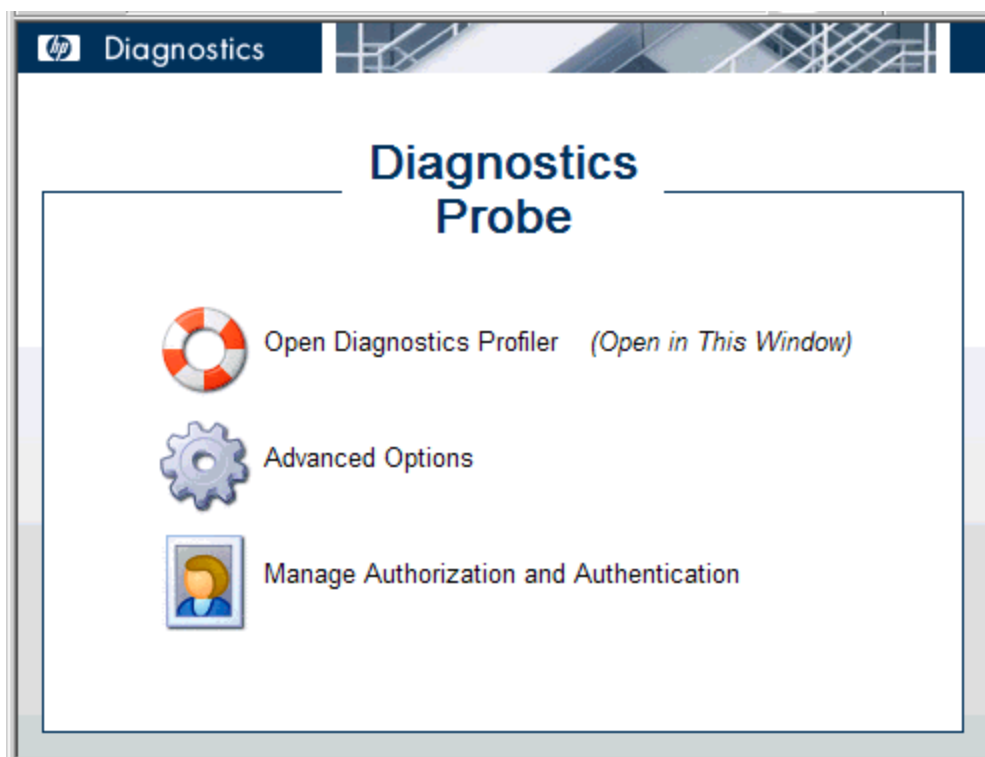 hp Diagnostics
Diagnostics
Probe
Open Diagnostics Profiler (Open in This Window)
Advanced Options
Manage Authorization and Authentication